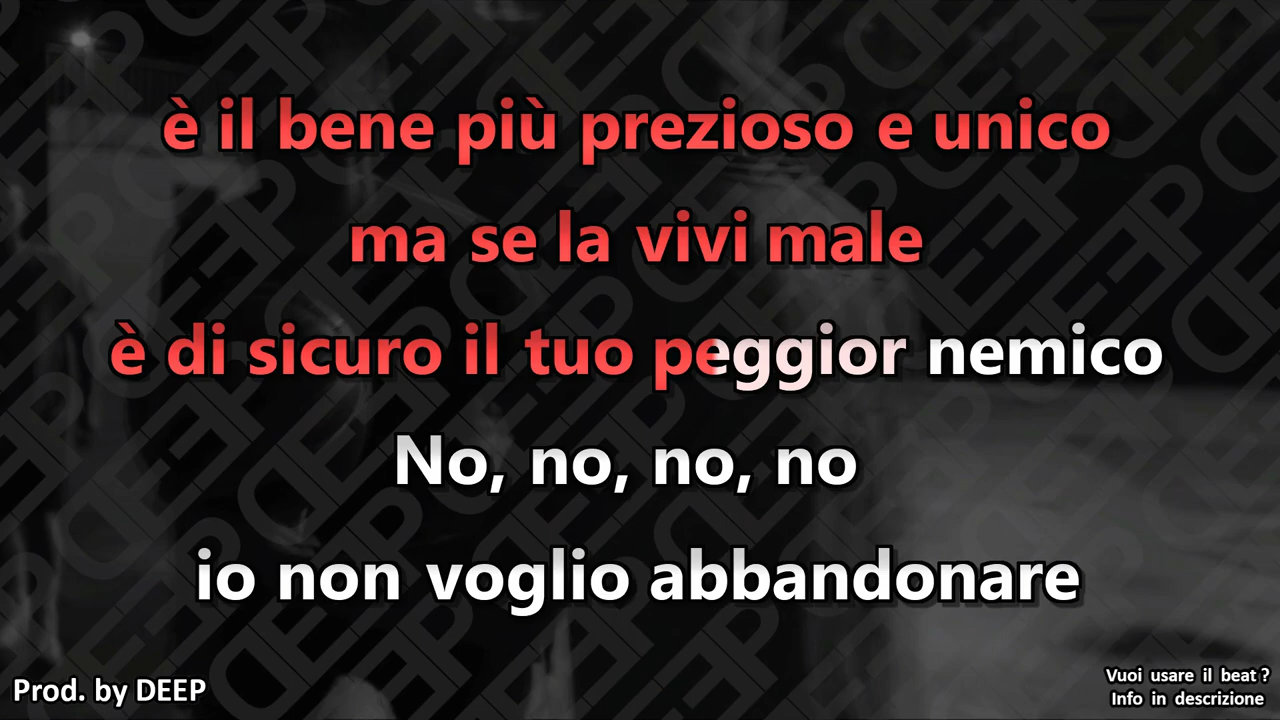 è il bene più prezioso e unico
ma se la vivi male
è di sicuro il tuo peggior nemico
No, no, no, no
io non voglio abbandonare
Prod. by DEEP
Vuoi usare il beat ?
Info in descrizione